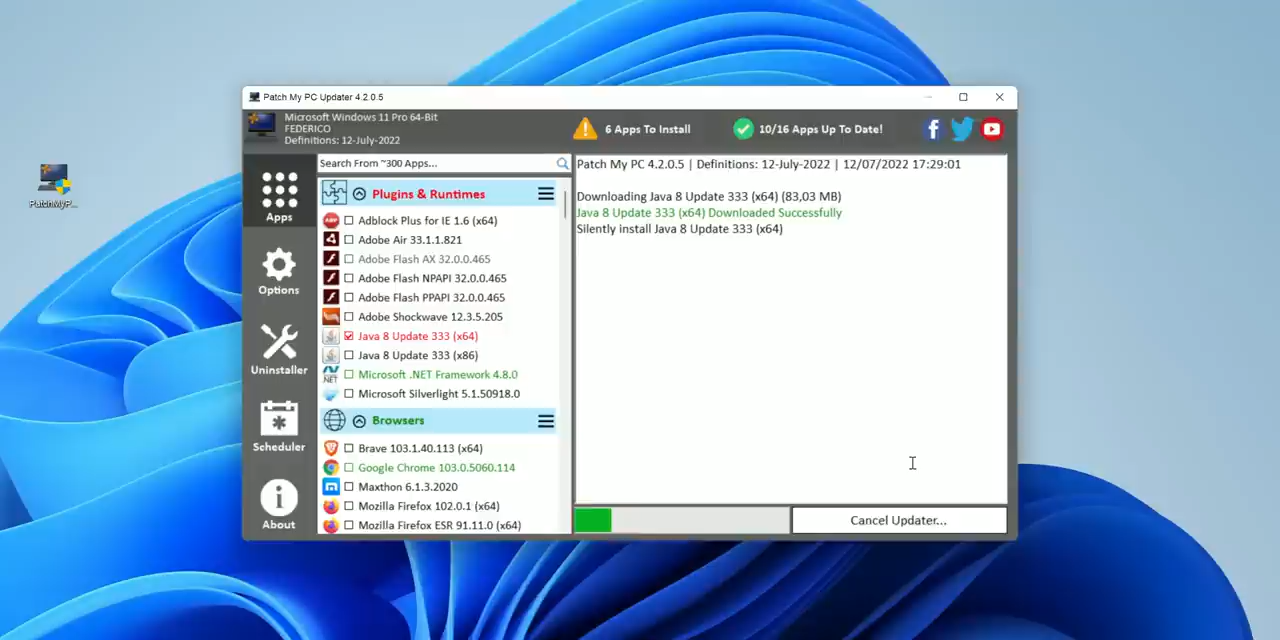 PatchMyP...
Patch My PC Updater 4.2.0.5
Microsoft Windows 11 Pro 64-Bit
FEDERICO
Definitions: 12-July-2022
6 Apps To Install
10/16 Apps Up To Date!
Apps
Options
Uninstaller
Scheduler
About
Search From ~300 Apps...
Plugins & Runtimes
Adblock Plus for IE 1.6 (x64)
Adobe Air 33.1.1.821
Adobe Flash AX 32.0.0.465
Adobe Flash NPAPI 32.0.0.465
Adobe Flash PPAPI 32.0.0.465
Adobe Shockwave 12.3.5.205
Java 8 Update 333 (x64)
Java 8 Update 333 (x86)
Microsoft .NET Framework 4.8.0
Microsoft Silverlight 5.1.50918.0
Browsers
Brave 103.1.40.113 (x64)
Google Chrome 103.0.5060.114
Maxthon 6.1.3.2020
Mozilla Firefox 102.0.1 (x64)
Mozilla Firefox ESR 91.11.0 (x64)
Patch My PC 4.2.0.5 | Definitions: 12-July-2022 | 12/07/2022 17:29:01
Downloading Java 8 Update 333 (x64) (83,03 MB)
Java 8 Update 333 (x64) Downloaded Successfully
Silently install Java 8 Update 333 (x64)
Cancel Updater...